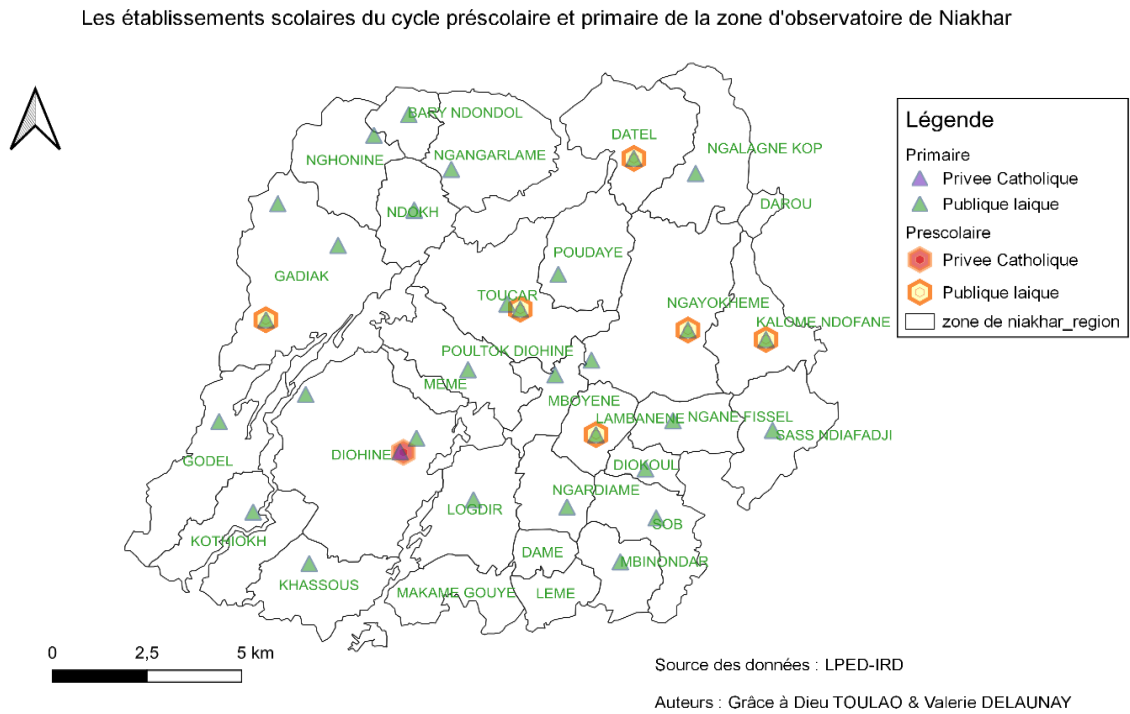 Les établissements scolaires du cycle préscolaire et primaire de la zone d'observatoire de Niakhar
BARY NDONDOL
DATEL
NGHONINE
NGANGARLAME
NGALAGNE KOP
NDOKH
DAROU
POUDAYE
GADIAK
TOUCAR
NGAYOKHEME
KALOME NDOFANE
POULTOK DIOHINE
MEME
MBOYENE
LAMBANENE
NGANE FISSEL
SASS NDIAFADJI
GODEL
DIOHINE
DIOKOUL
NGARDIAME
LOGDIR
SOB
KOTHIOKH
DAME
MBINONDAR
KHASSOUS
MAKAME GOUYE
LEME
Légende
Primaire
Privee Catholique
Publique laique
Prescolaire
Privee Catholique
Publique laique
zone de niakhar_region
0 2,5 5 km
Source des données : LPED-IRD
Auteurs : Grâce à Dieu TOULAO & Valerie DELAUNAY